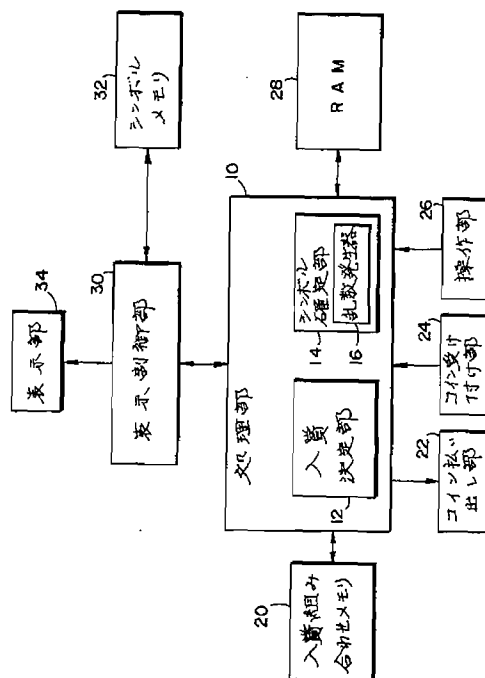 34
表示部
30
表示制御部
32
シンボル
メモリ
10
処理部
12
入賞
決定部
14
シンボル
確定部
16
乱数発生器
28
RAM
20
入賞組み
合わせメモリ
22
コイン払い
出し部
24
コイン受け
付け部
26
操作部